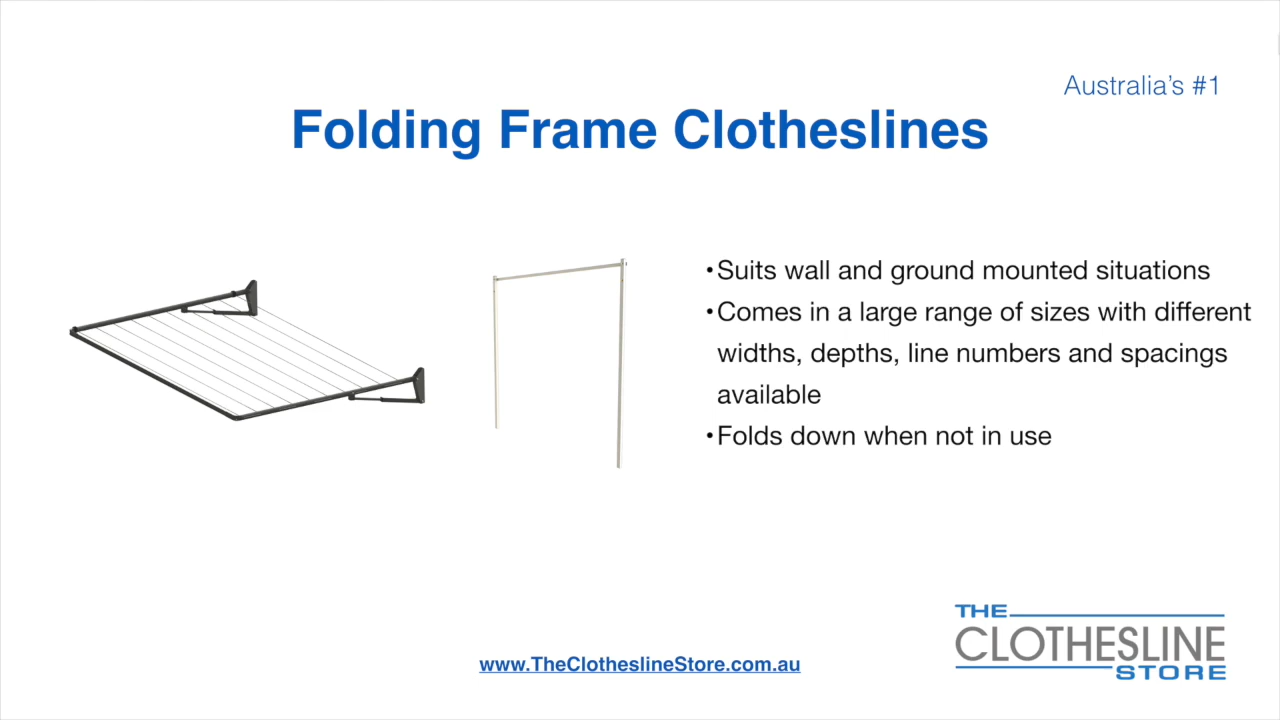 Australia's #1
Folding Frame Clotheslines
•Suits wall and ground mounted situations
•Comes in a large range of sizes with different
widths, depths, line numbers and spacings
available
•Folds down when not in use
www.TheClotheslineStore.com.au
THE
CLOTHESLINE
STORE